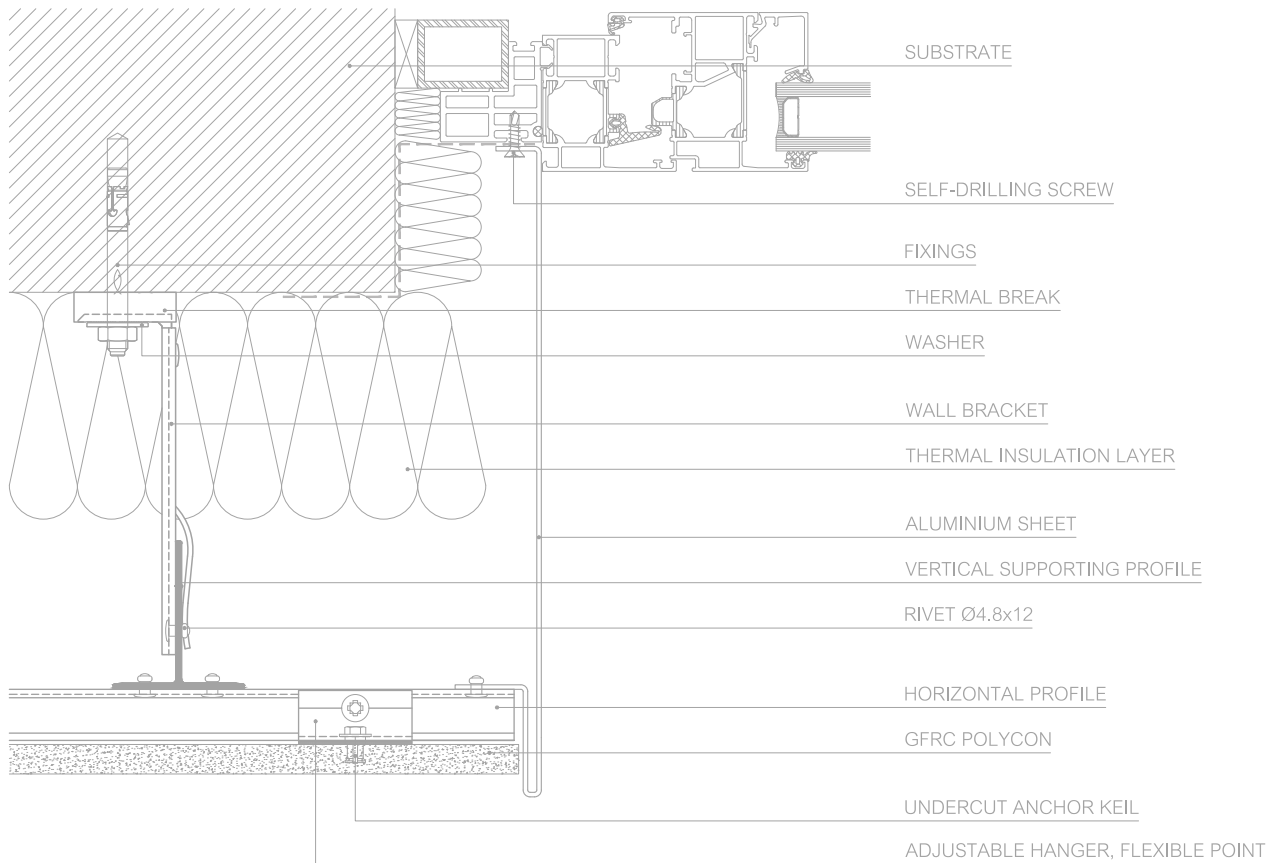 SUBSTRATE
SELF-DRILLING SCREW
FIXINGS
THERMAL BREAK
WASHER
WALL BRACKET
THERMAL INSULATION LAYER
ALUMINIUM SHEET
VERTICAL SUPPORTING PROFILE
RIVET Ø4.8x12
HORIZONTAL PROFILE
GFRC POLYCON
UNDERCUT ANCHOR KEIL
ADJUSTABLE HANGER, FLEXIBLE POINT